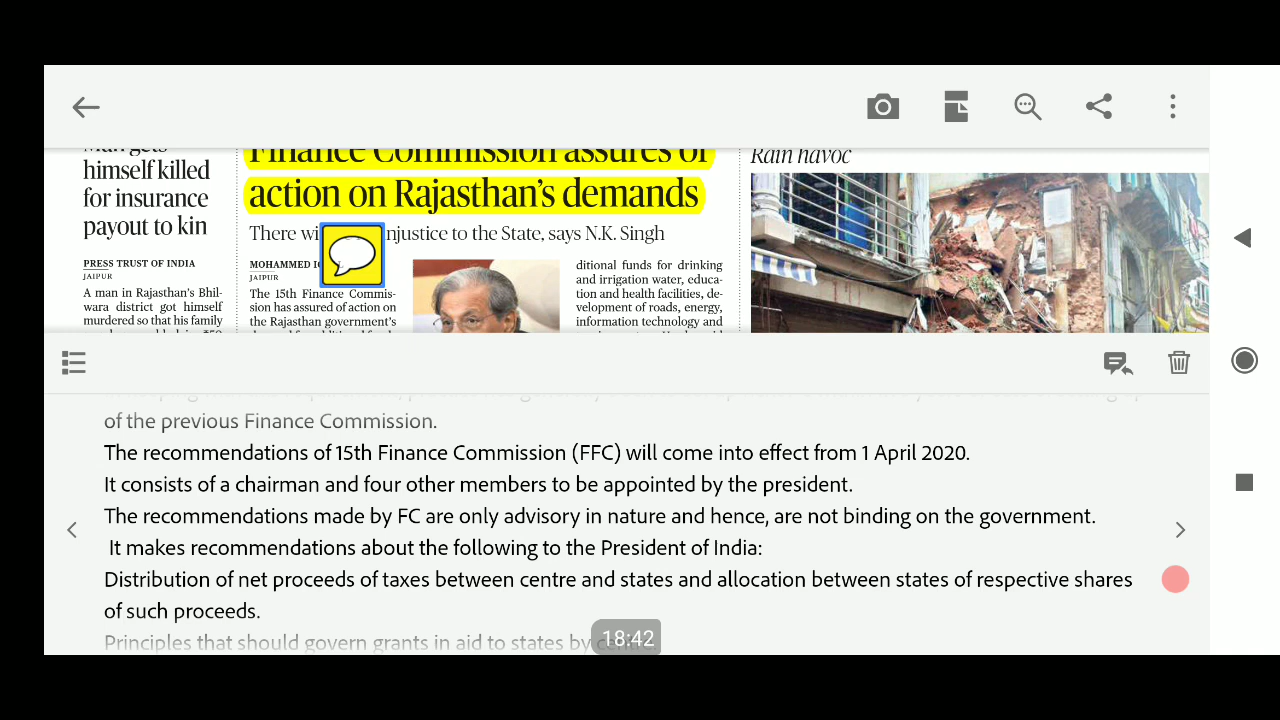 himself killed
for insurance
payout to kin
PRESS TRUST OF INDIA
JAIPUR
A man in Rajasthan's Bhil-
wara district got himself
murdered so that his family
Finance Commission assures of
action on Rajasthan's demands
There njustice to the State, says N.K. Singh
MOHAMMED
JAIPUR
The 15th Finance Commis-
sion has assured of action on
the Rajasthan government's
ditional funds for drinking
and irrigation water, educa-
tion and health facilities, de-
velopment of roads, energy,
information technology and
Rain havoc
of the previous Finance Commission.
The recommendations of 15th Finance Commission (FFC) will come into effect from 1 April 2020.
It consists of a chairman and four other members to be appointed by the president.
The recommendations made by FC are only advisory in nature and hence, are not binding on the government.
It makes recommendations about the following to the President of India:
Distribution of net proceeds of taxes between centre and states and allocation between states of respective shares
of such proceeds.
Principles that should govern grants in aid to states by
18:42